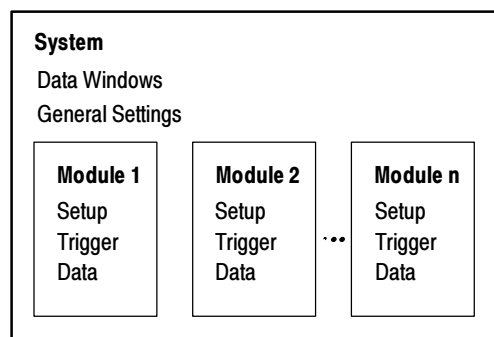 System
Data Windows
General Settings
Module 1
Setup
Trigger
Data
Module 2
Setup
Trigger
Data
...
Module n
Setup
Trigger
Data